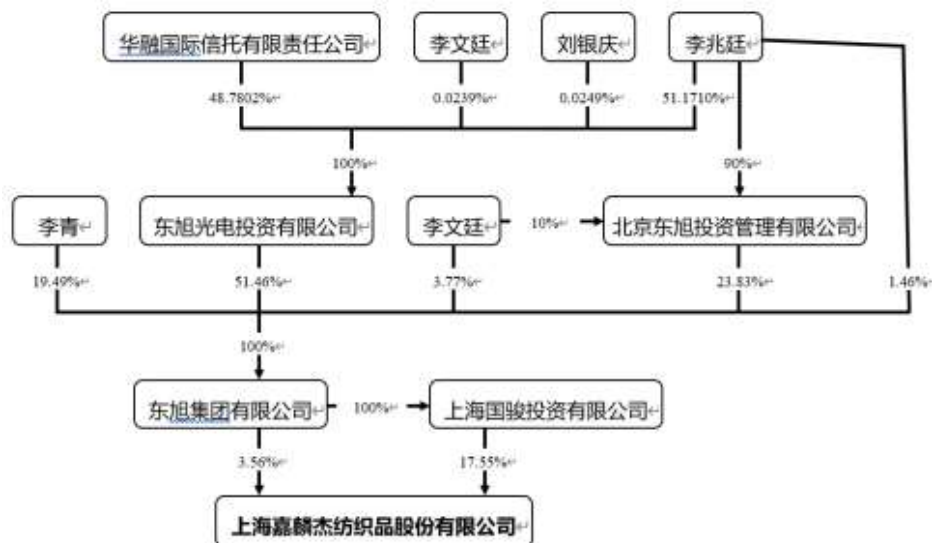 华融国际信托有限责任公司 李文廷 刘银庆 李兆廷
48.7802% 0.0239% 0.0249% 51.1710%
100% 90%
李青 东旭光电投资有限公司 李文廷 10% 北京东旭投资管理有限公司
19.49% 51.46% 3.77% 23.83% 1.46%
100%
东旭集团有限公司 100% 上海国骏投资有限公司
3.56% 17.55%
上海嘉麟杰纺织品股份有限公司